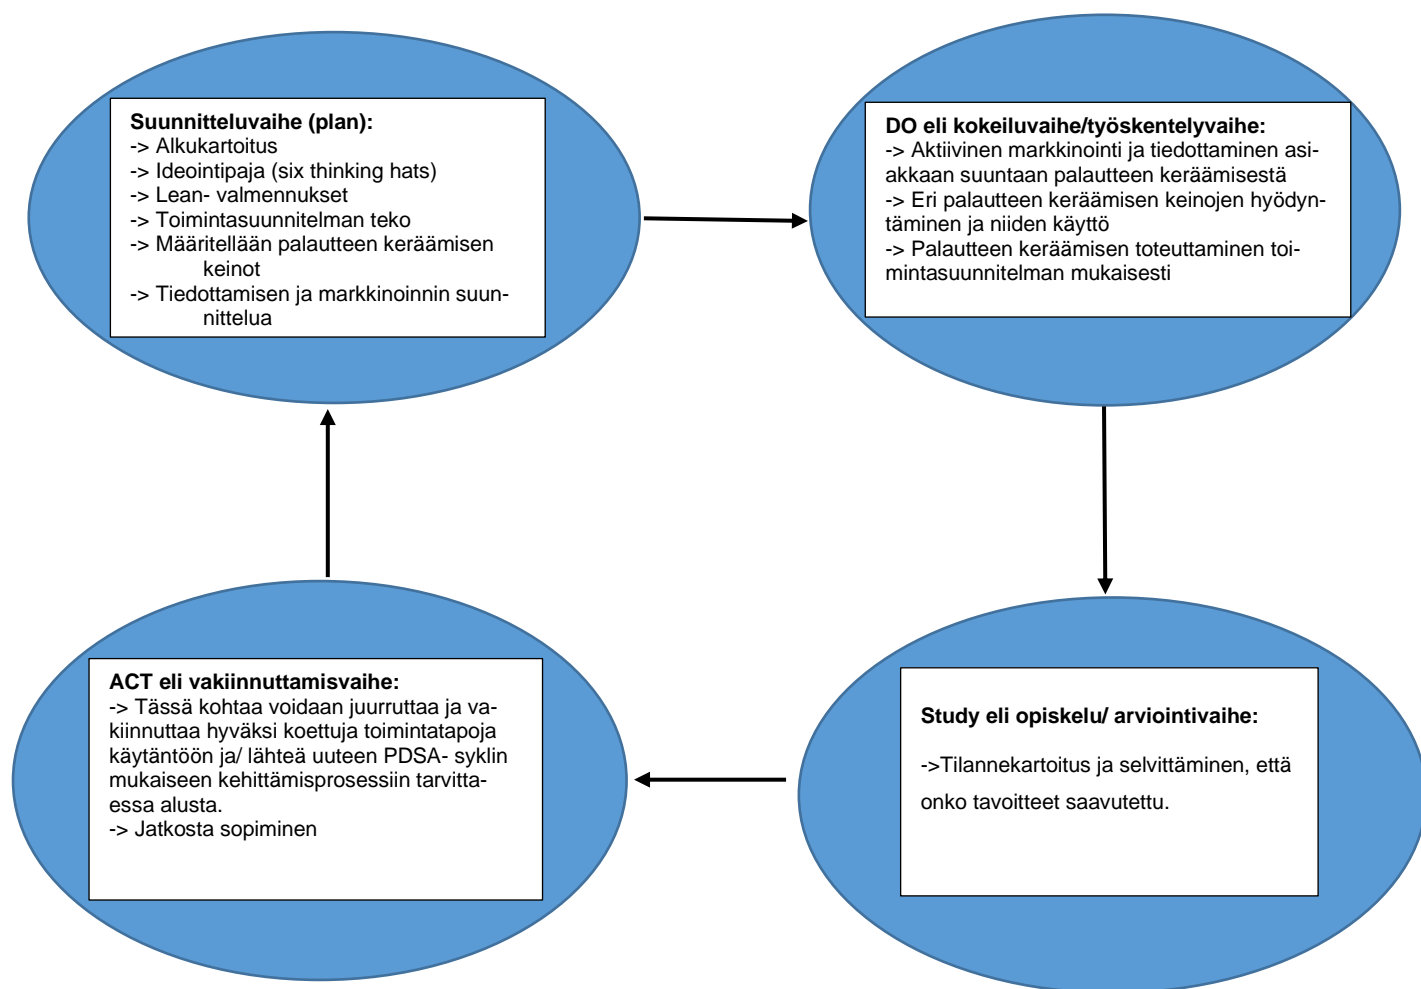 Suunnitteluvaihe (plan):
-> Alkukartoitus
-> Ideointipaja (six thinking hats)
-> Lean- valmennukset
-> Toimintasuunnitelman teko
-> Määritellään palautteen keräämisen
keinot
-> Tiedottamisen ja markkinoinnin suun-
nittelua
DO eli kokeiluvaihe/työskentelyvaihe:
-> Aktiivinen markkinointi ja tiedottaminen asi-
akkaan suuntaan palautteen keräämisestä
-> Eri palautteen keräämisen keinojen hyödyn-
täminen ja niiden käyttö
-> Palautteen keräämisen toteuttaminen toi-
mintasuunnitelman mukaisesti
ACT eli vakiinnuttamisvaihe:
-> Tässä kohtaa voidaan juurruttaa ja va-
kiinnuttaa hyväksi koettuja toimintatapoja
käytäntöön ja/ lähteä uuteen PDSA- syklin
mukaiseen kehittämisprosessiin tarvitta-
essa alusta.
-> Jatkosta sopiminen
Study eli opiskelu/ arviointivaihe:
->Tilannekartoitus ja selvittäminen, että
onko tavoitteet saavutettu.